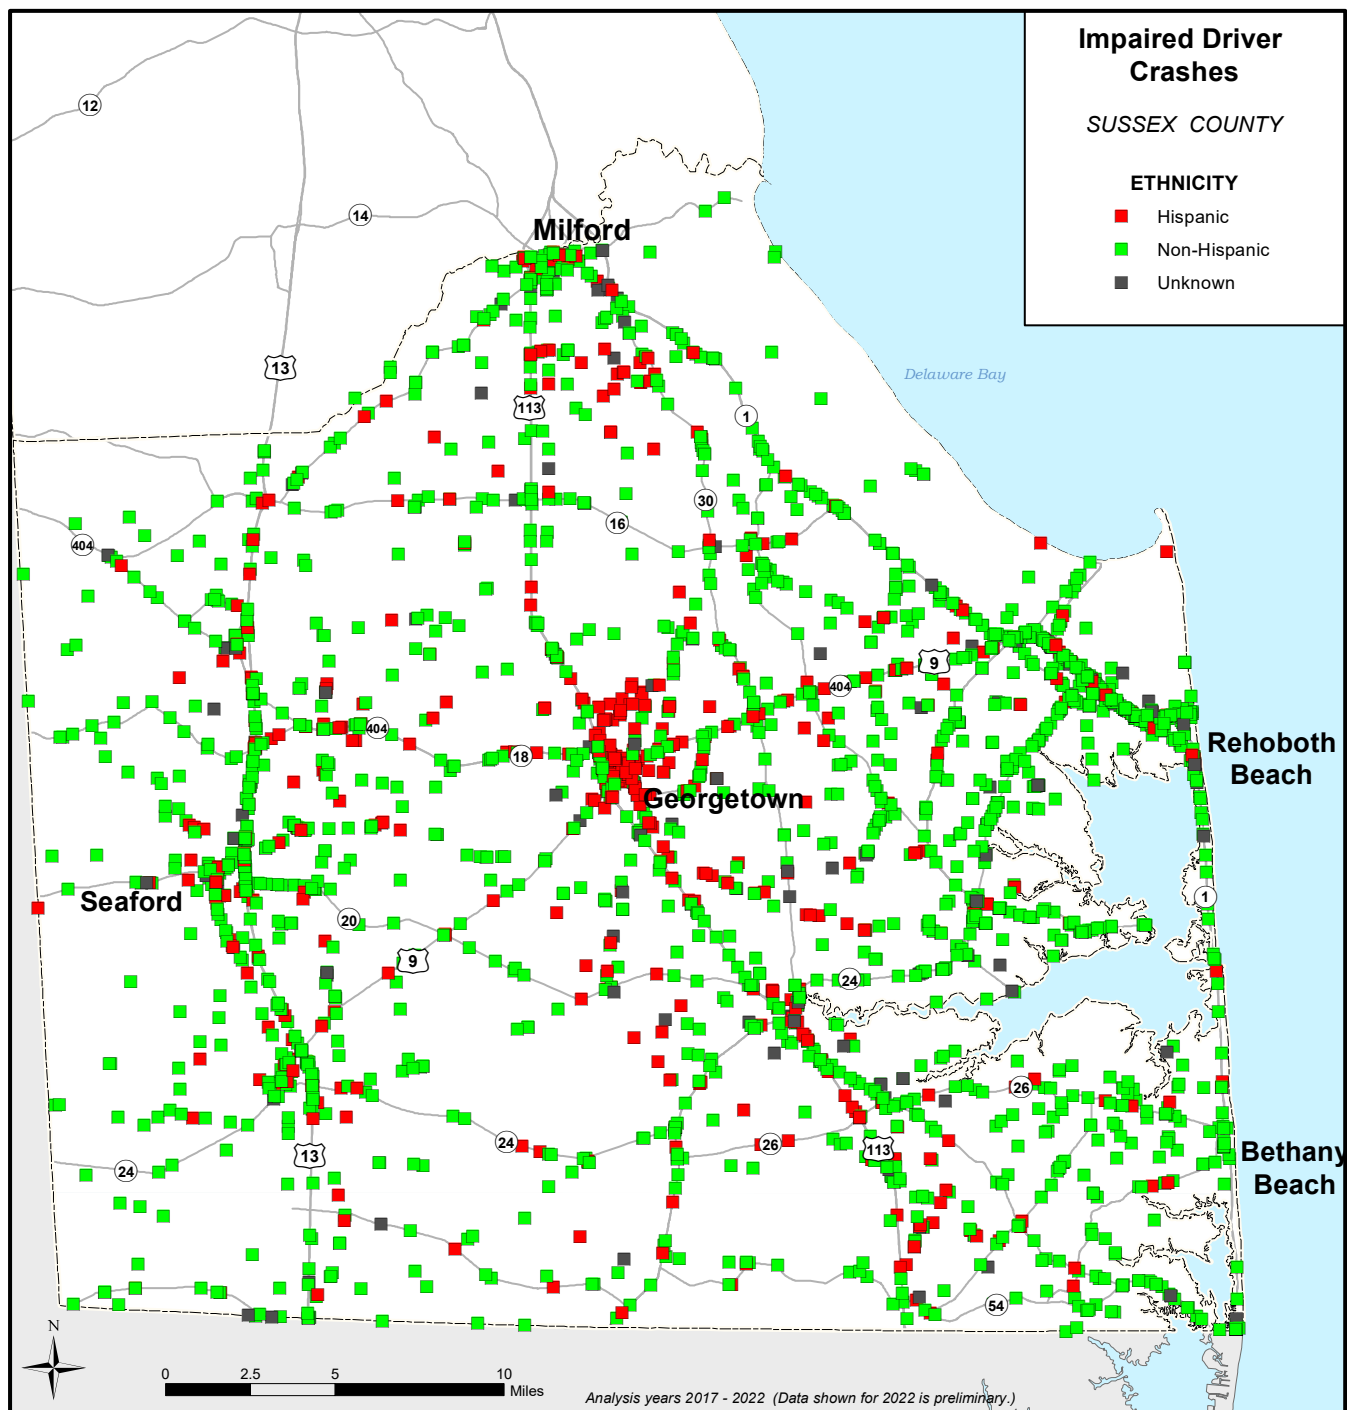 Impaired Driver
Crashes
SUSSEX COUNTY
ETHNICITY
Hispanic
Non-Hispanic
Unknown
12
14
Milford
13
Delaware Bay
113
1
30
16
404
9
404
404
18
Rehoboth
Beach
Georgetown
Seaford
1
20
9
24
26
24
26
13
113
24
Bethany
Beach
54
N
0 2.5 5 10
Miles
Analysis years 2017 - 2022 (Data shown for 2022 is preliminary.)